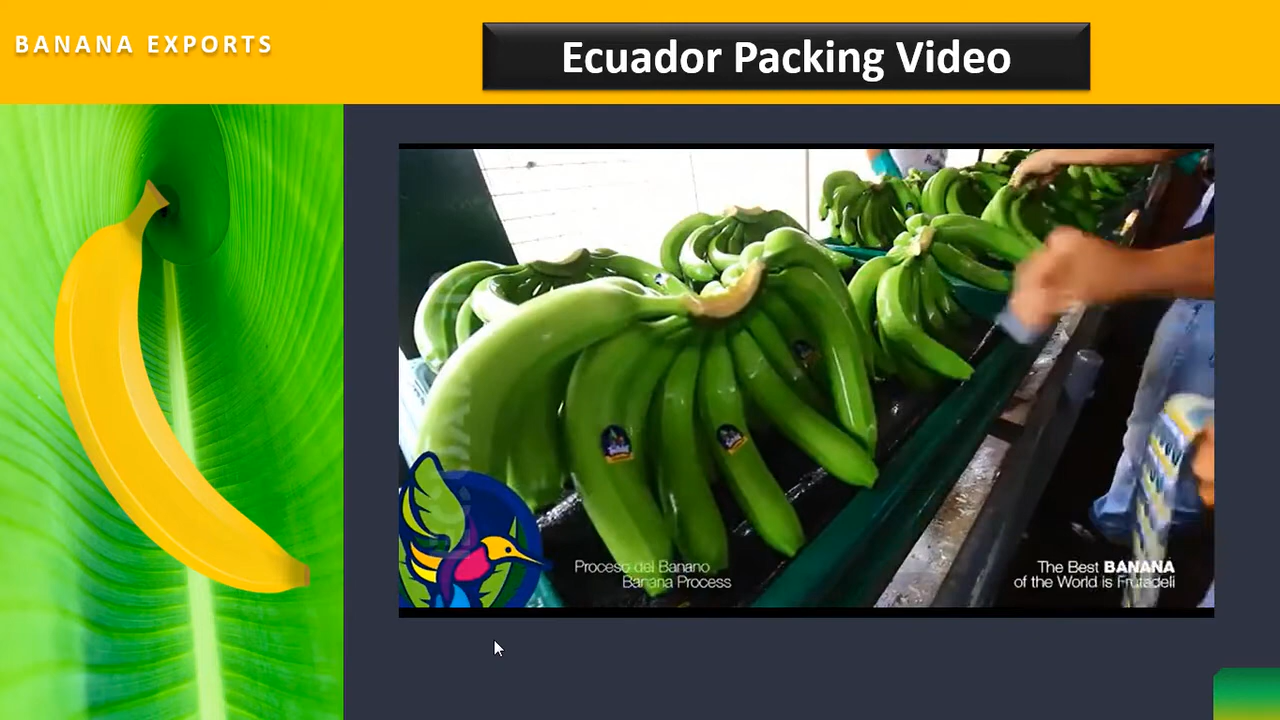 BANANA EXPORTS
Ecuador Packing Video
Proceso del Banano
Banana Process
The Best BANANA
of the World is Frutadeli